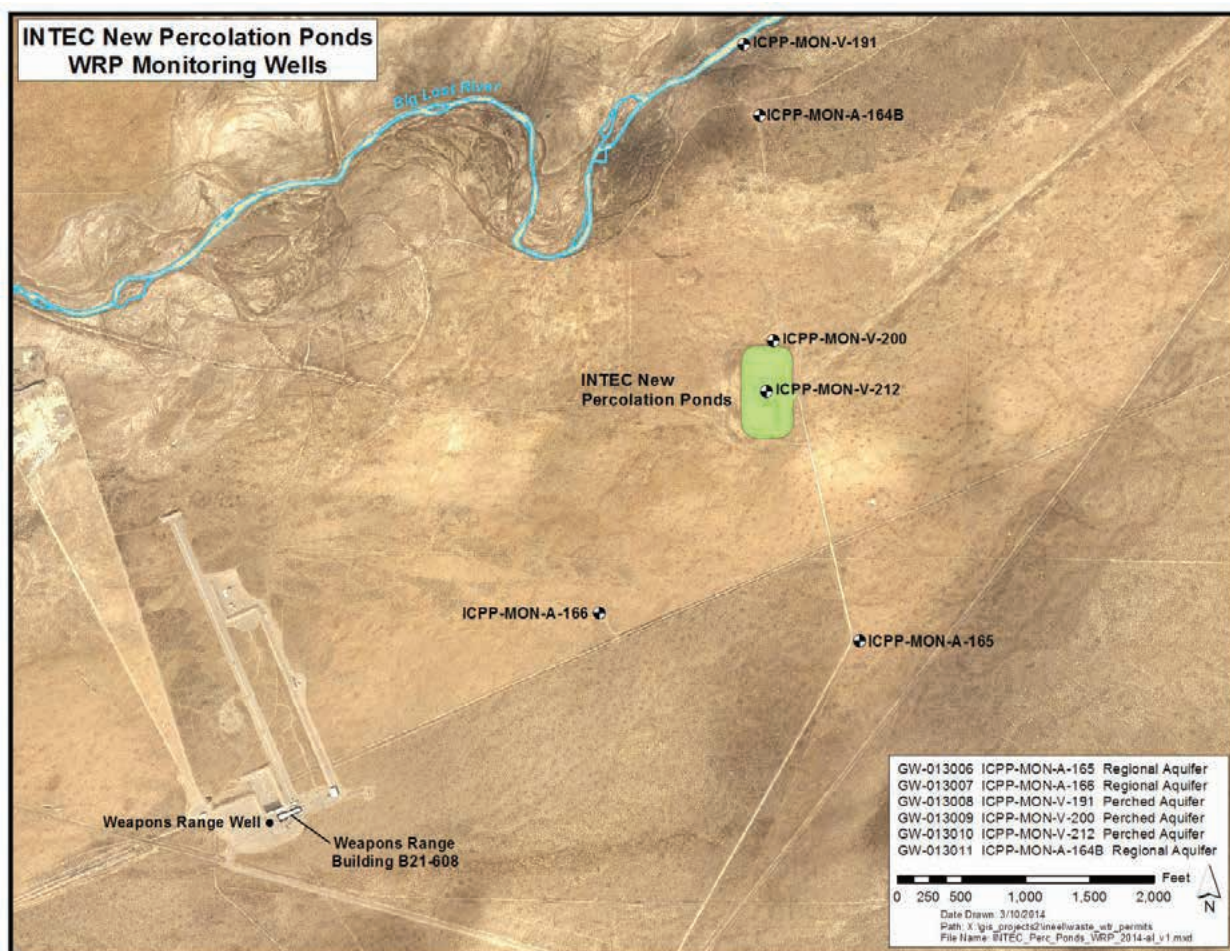 INTEC New Percolation Ponds
WRP Monitoring Wells
ICPP-MON-V-191
Big Lost River
ICPP-MON-A-164B
ICPP-MON-V-200
INTEC New
Percolation Ponds
ICPP-MON-V-212
ICPP-MON-A-166
ICPP-MON-A-165
Weapons Range Well
Weapons Range
Building B21-608
GW-013006 ICPP-MON-A-165 Regional Aquifer
GW-013007 ICPP-MON-A-166 Regional Aquifer
GW-013008 ICPP-MON-V-191 Perched Aquifer
GW-013009 ICPP-MON-V-200 Perched Aquifer
GW-013010 ICPP-MON-V-212 Perched Aquifer
GW-013011 ICPP-MON-A-164B Regional Aquifer
Feet
0 250 500 1,000 1,500 2,000
N
Date Drawn: 3/10/2014
Path: X:\gis_projects2\ineel\waste_wtr_permits
File Name: INTEC_Perc_Ponds_WRP_2014-al_v1.mxd